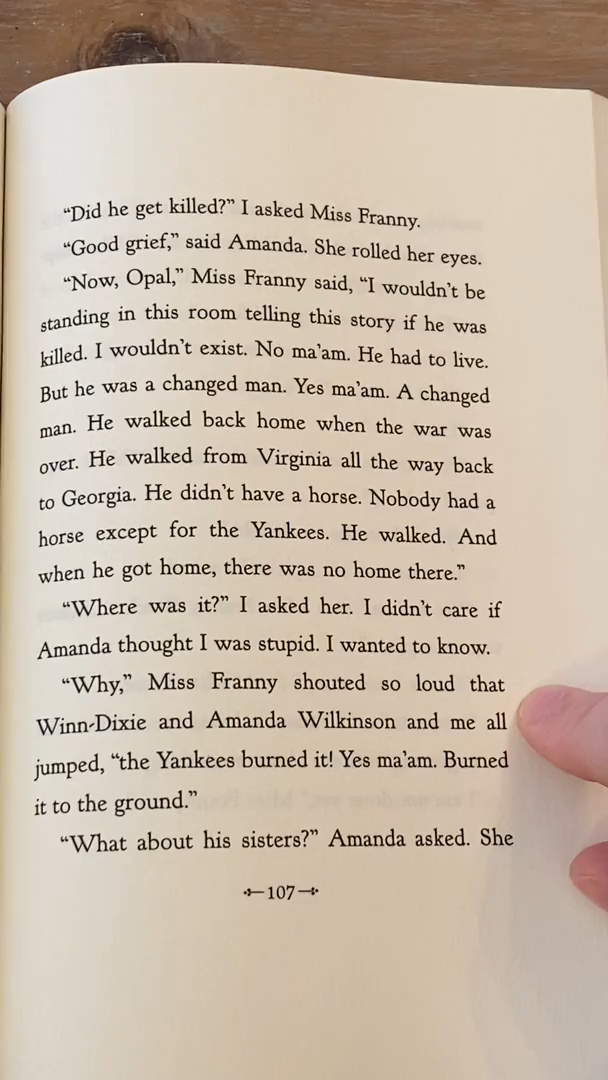 “Did he get killed?” I asked Miss Franny.
“Good grief,” said Amanda. She rolled her eyes.
“Now, Opal,” Miss Franny said, “I wouldn’t be
standing in this room telling this story if he was
killed. I wouldn’t exist. No ma’am. He had to live.
But he was a changed man. Yes ma’am. A changed
man. He walked back home when the war was
over. He walked from Virginia all the way back
to Georgia. He didn’t have a horse. Nobody had a
horse except for the Yankees. He walked. And
when he got home, there was no home there.”
“Where was it?” I asked her. I didn’t care if
Amanda thought I was stupid. I wanted to know.
“Why,” Miss Franny shouted so loud that
Winn-Dixie and Amanda Wilkinson and me all
jumped, “the Yankees burned it! Yes ma’am. Burned
it to the ground.”
“What about his sisters?” Amanda asked. She
107